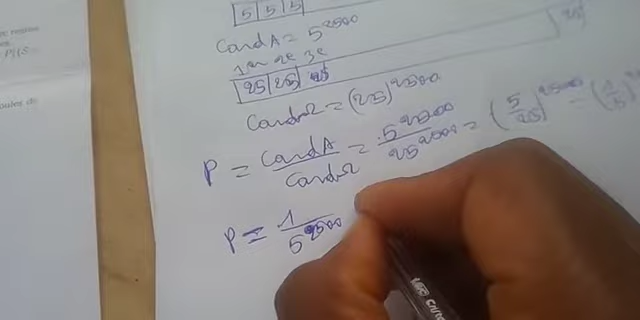 5 5 5
Card A = 5^2500
1er 2e 3e
25 25 25
Card Ω = (25)^2500
P = Card A / Card Ω = 5^2500 / 25^2500 = (5/25)^2500 = (1/5)
P = 1 / 5^2500